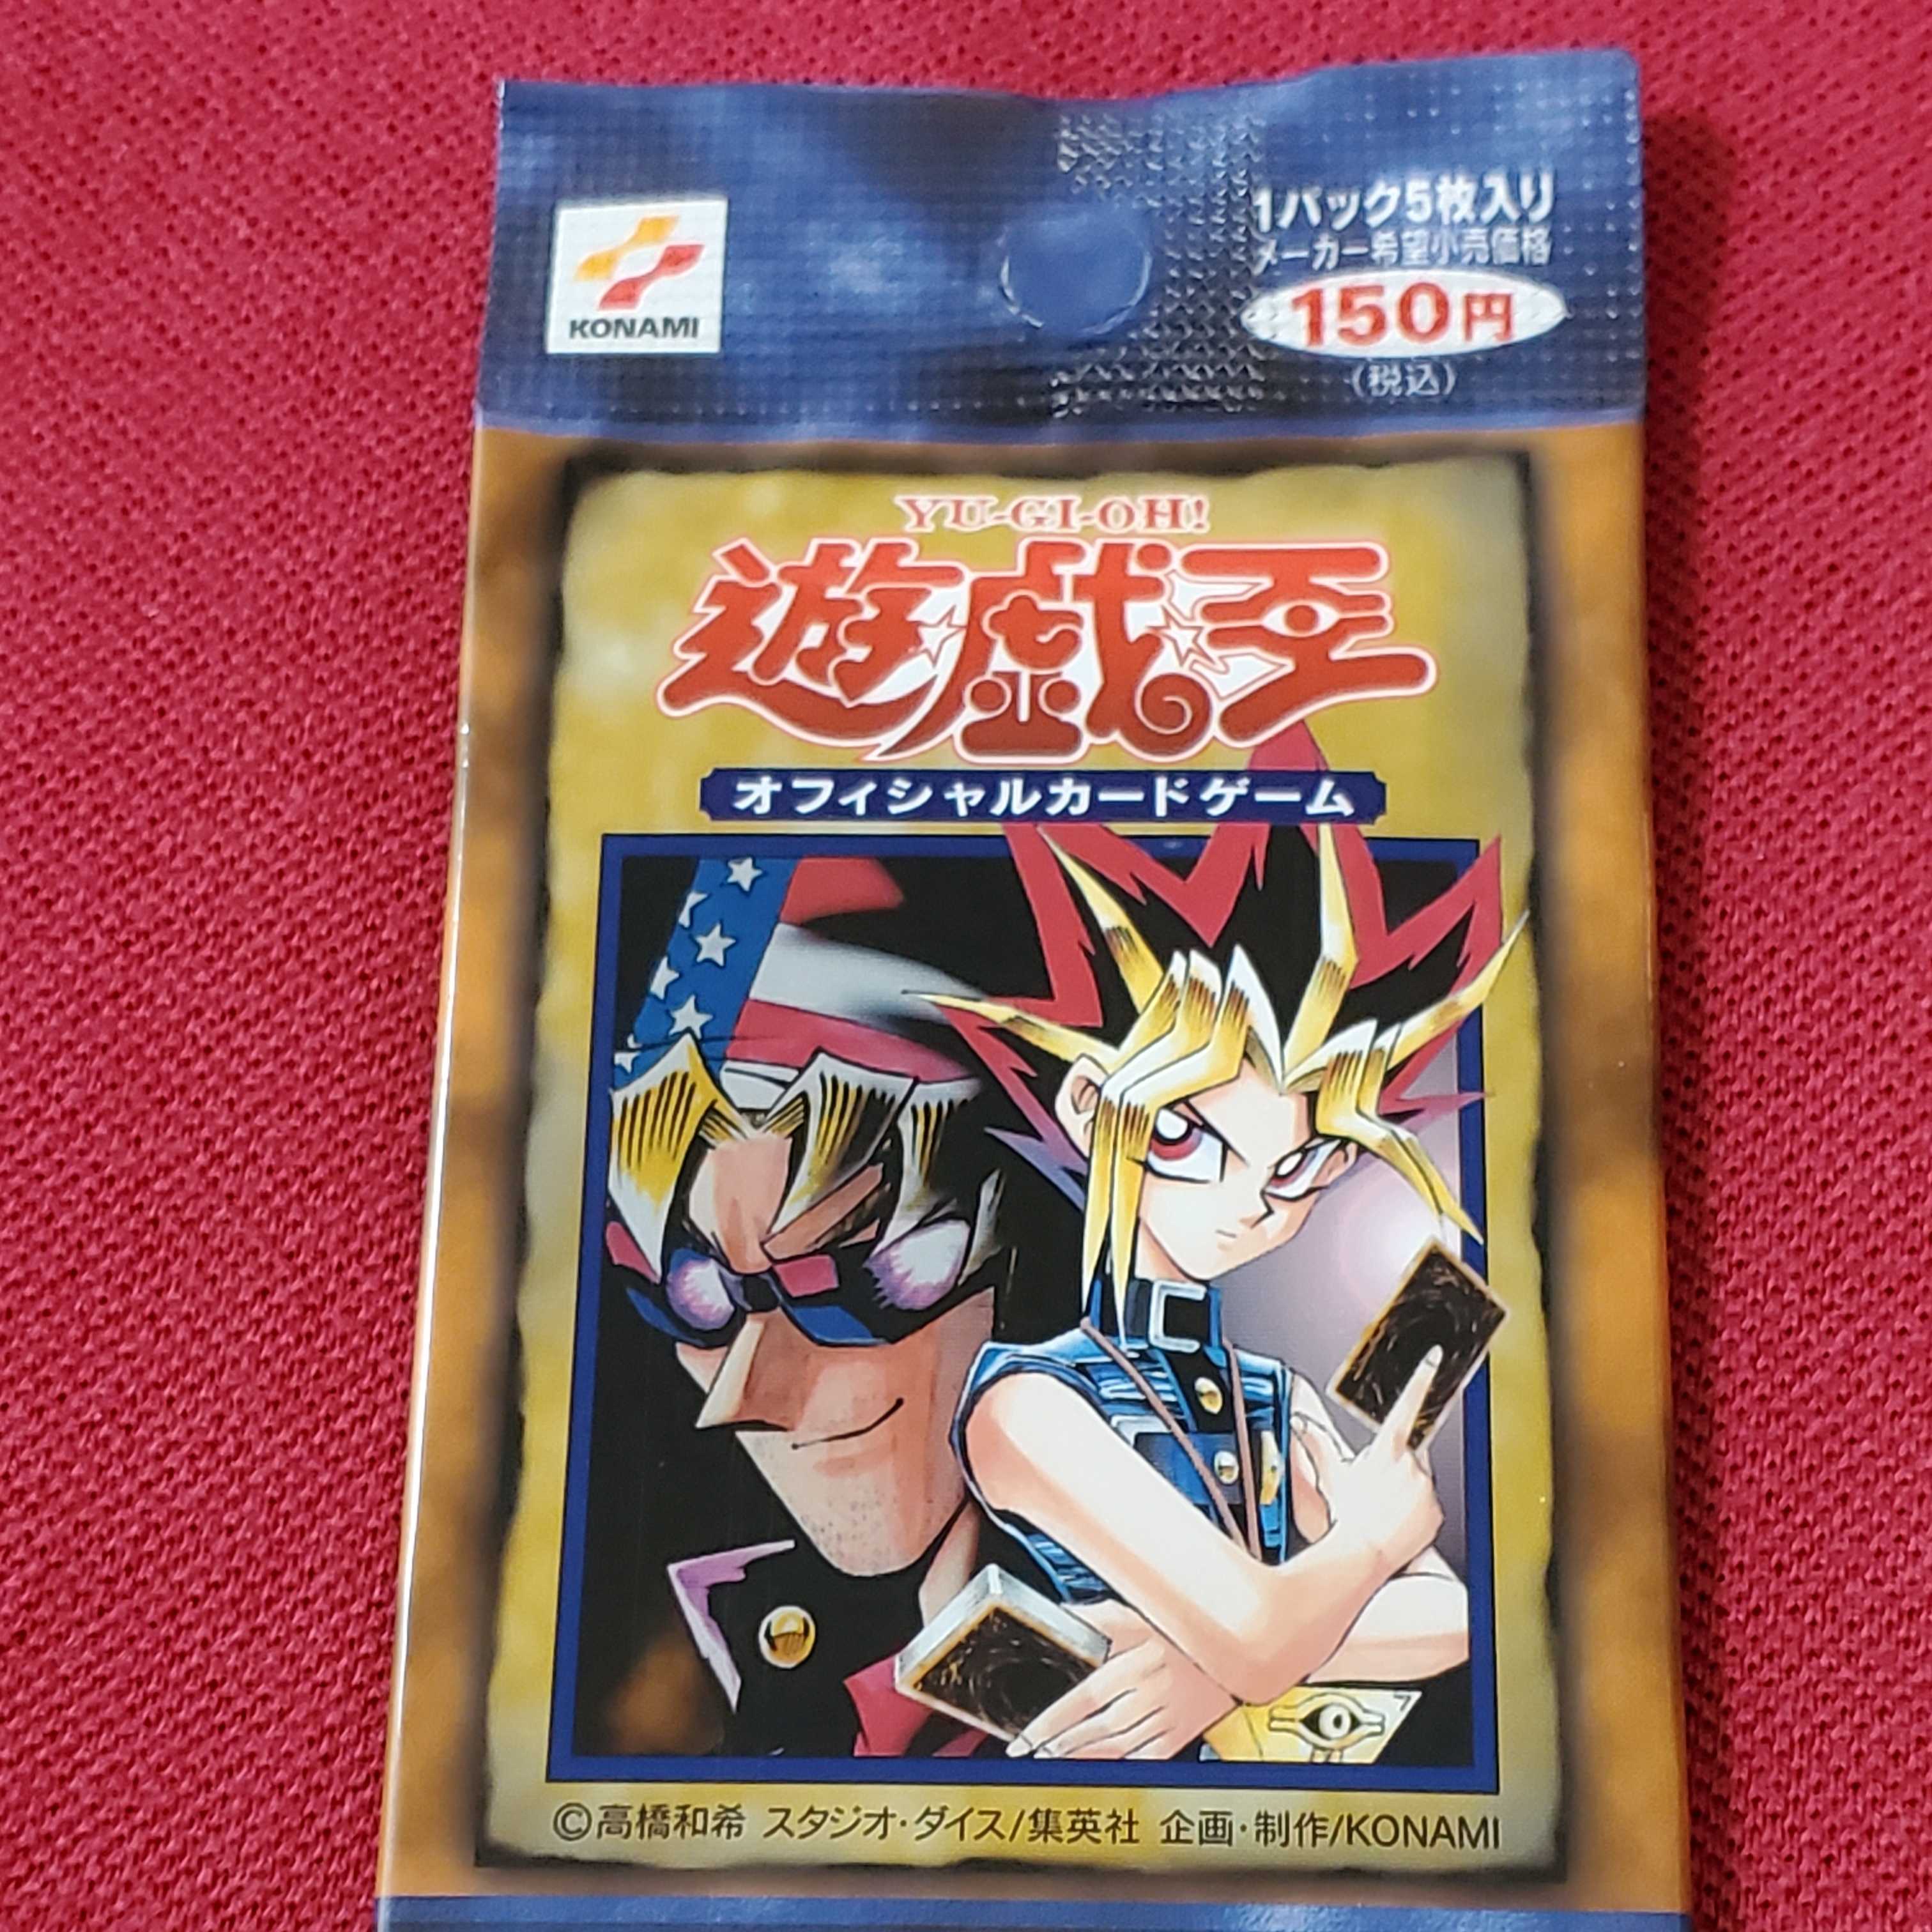 KONAMI
1パック5枚入り
メーカー希望小売価格
150円
(税込)
YU-GI-OH!
遊戯王
オフィシャルカードゲーム
©高橋和希 スタジオ・ダイス/集英社 企画・制作/KONAMI